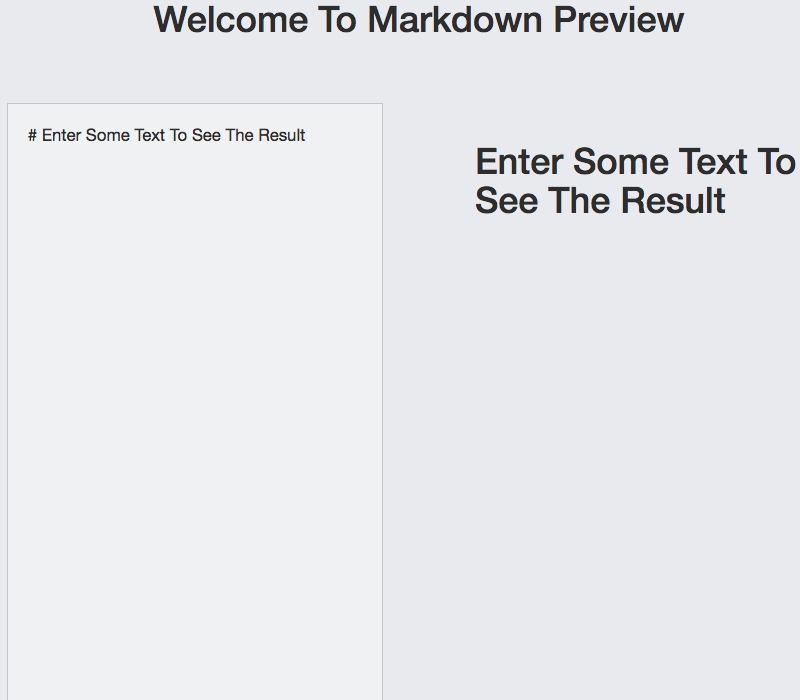 Welcome To Markdown Preview
# Enter Some Text To See The Result
Enter Some Text To
See The Result